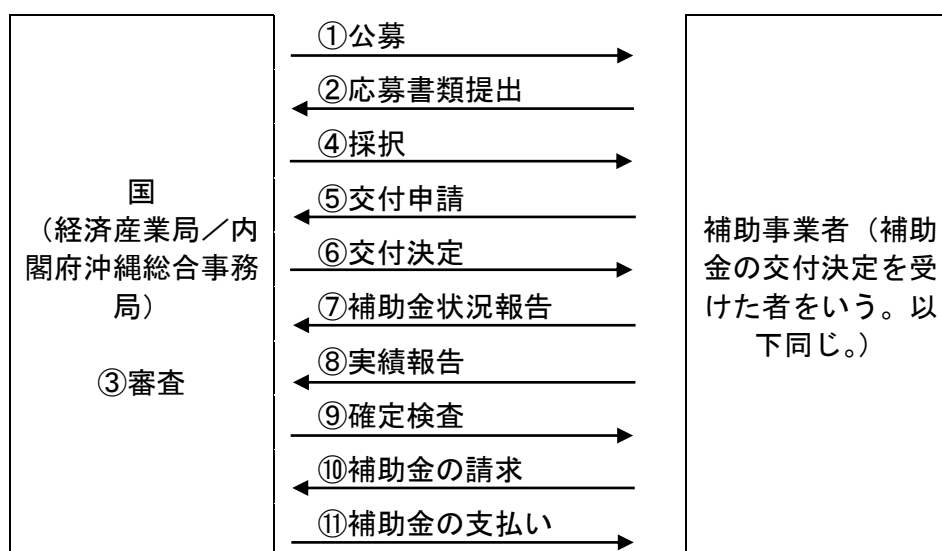 国
（経済産業局／内
閣府沖縄総合事務
局）
③審査
①公募
②応募書類提出
④採択
⑤交付申請
⑥交付決定
⑦補助金状況報告
⑧実績報告
⑨確定検査
⑩補助金の請求
⑪補助金の支払い
補助事業者（補助
金の交付決定を受
けた者をいう。以
下同じ。）